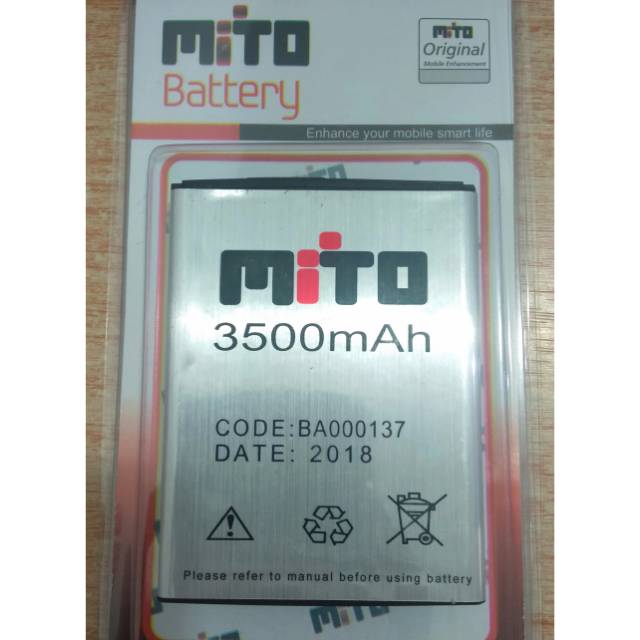 MiTO
Battery
MiTO
Original
Mobile Enhancement
Enhance your mobile smart life
MiTO
3500mAh
CODE:BA000137
DATE: 2018
Please refer to manual before using battery